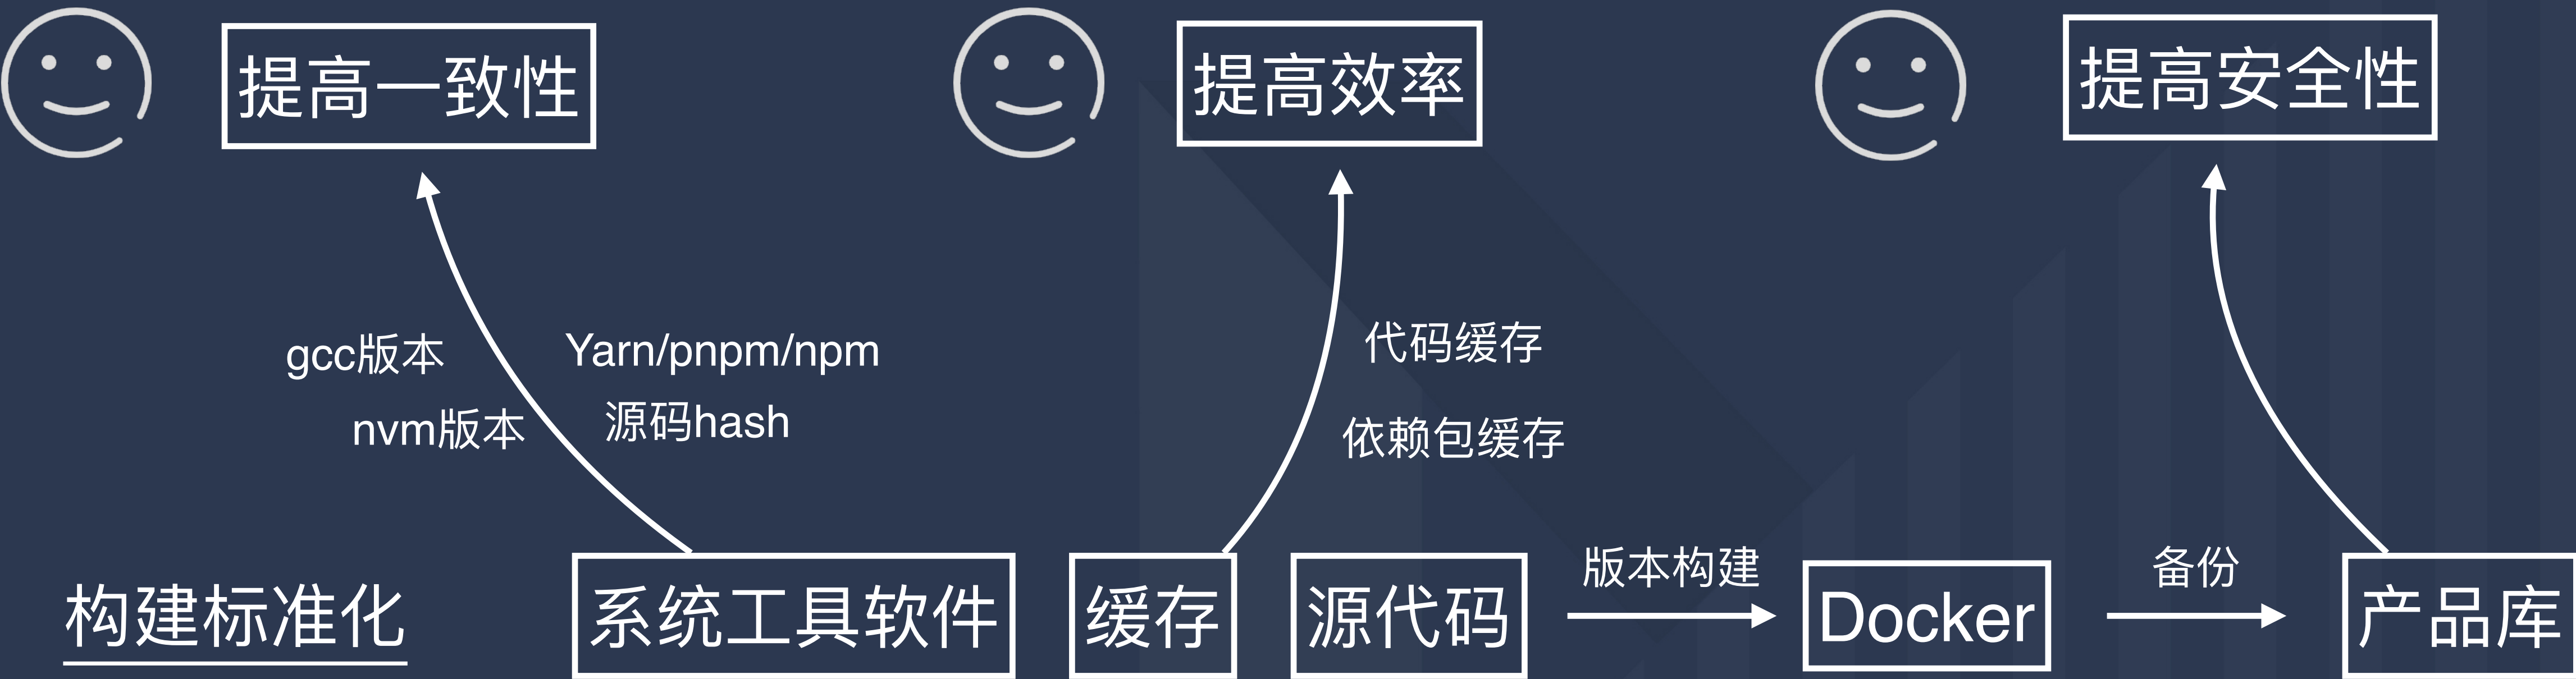 提高一致性
提高效率
提高安全性
gcc版本
Yarn/pnpm/npm
代码缓存
nvm版本
源码hash
依赖包缓存
构建标准化
系统工具软件
缓存
源代码
版本构建
Docker
备份
产品库